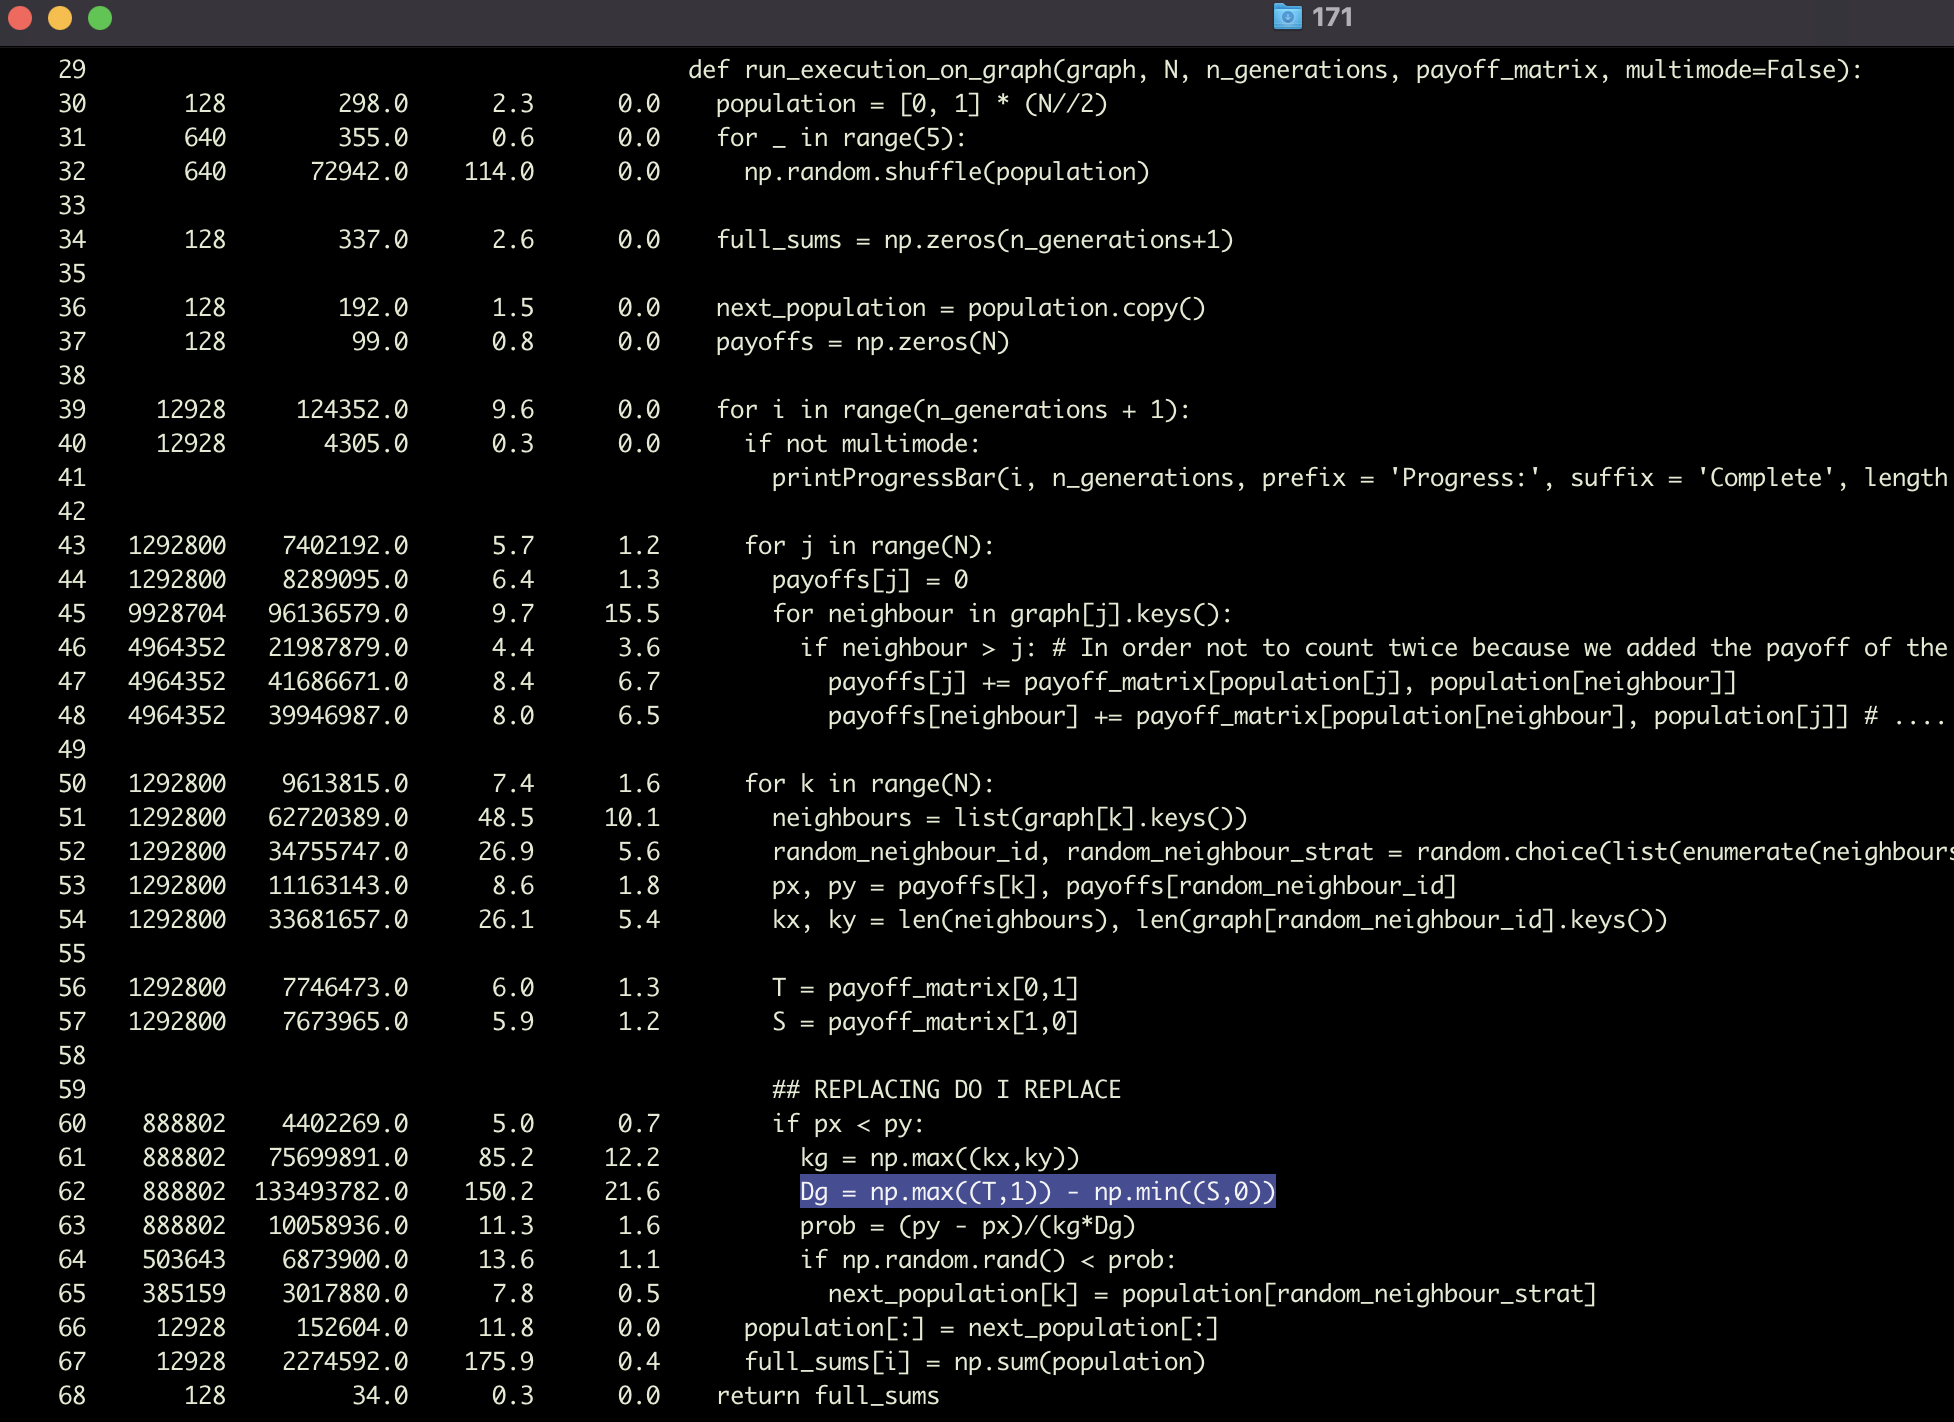 171
29 def run_execution_on_graph(graph, N, n_generations, payoff_matrix, multimode=False):
30 128 298.0 2.3 0.0 population = [0, 1] * (N//2)
31 640 355.0 0.6 0.0 for _ in range(5):
32 640 72942.0 114.0 0.0 np.random.shuffle(population)
33
34 128 337.0 2.6 0.0 full_sums = np.zeros(n_generations+1)
35
36 128 192.0 1.5 0.0 next_population = population.copy()
37 128 99.0 0.8 0.0 payoffs = np.zeros(N)
38
39 12928 124352.0 9.6 0.0 for i in range(n_generations + 1):
40 12928 4305.0 0.3 0.0 if not multimode:
41 printProgressBar(i, n_generations, prefix = 'Progress:', suffix = 'Complete', length
42
43 1292800 7402192.0 5.7 1.2 for j in range(N):
44 1292800 8289095.0 6.4 1.3 payoffs[j] = 0
45 9928704 96136579.0 9.7 15.5 for neighbour in graph[j].keys():
46 4964352 21987879.0 4.4 3.6 if neighbour > j: # In order not to count twice because we added the payoff of the
47 4964352 41686671.0 8.4 6.7 payoffs[j] += payoff_matrix[population[j], population[neighbour]]
48 4964352 39946987.0 8.0 6.5 payoffs[neighbour] += payoff_matrix[population[neighbour], population[j]] # ....
49
50 1292800 9613815.0 7.4 1.6 for k in range(N):
51 1292800 62720389.0 48.5 10.1 neighbours = list(graph[k].keys())
52 1292800 34755747.0 26.9 5.6 random_neighbour_id, random_neighbour_strat = random.choice(list(enumerate(neighbours
53 1292800 11163143.0 8.6 1.8 px, py = payoffs[k], payoffs[random_neighbour_id]
54 1292800 33681657.0 26.1 5.4 kx, ky = len(neighbours), len(graph[random_neighbour_id].keys())
55
56 1292800 7746473.0 6.0 1.3 T = payoff_matrix[0,1]
57 1292800 7673965.0 5.9 1.2 S = payoff_matrix[1,0]
58
59 ## REPLACING DO I REPLACE
60 888802 4402269.0 5.0 0.7 if px < py:
61 888802 75699891.0 85.2 12.2 kg = np.max((kx,ky))
62 888802 133493782.0 150.2 21.6 Dg = np.max((T,1)) - np.min((S,0))
63 888802 10058936.0 11.3 1.6 prob = (py - px)/(kg*Dg)
64 503643 6873900.0 13.6 1.1 if np.random.rand() < prob:
65 385159 3017880.0 7.8 0.5 next_population[k] = population[random_neighbour_strat]
66 12928 152604.0 11.8 0.0 population[:] = next_population[:]
67 12928 2274592.0 175.9 0.4 full_sums[i] = np.sum(population)
68 128 34.0 0.3 0.0 return full_sums